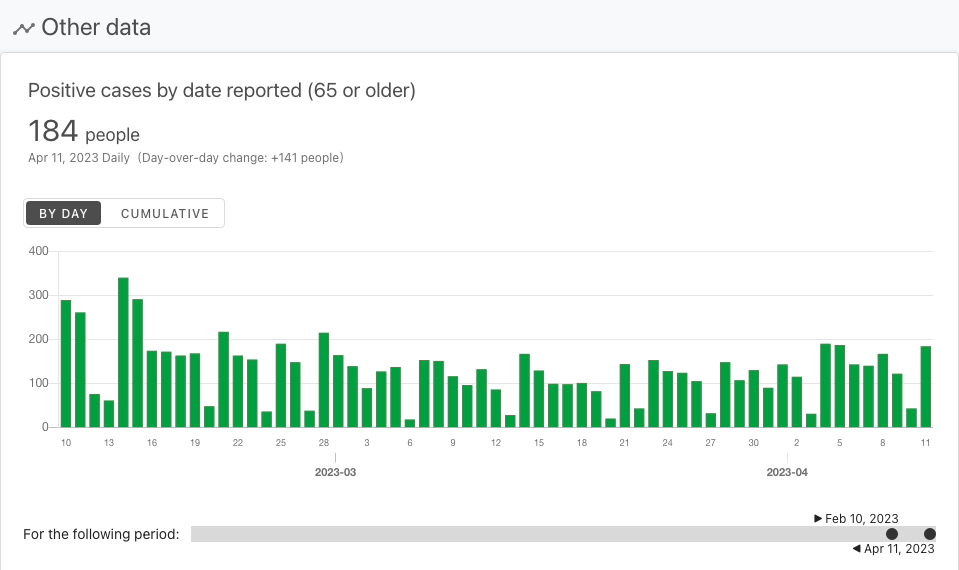 Other data
Positive cases by date reported (65 or older)
184 people
Apr 11, 2023 Daily (Day-over-day change: +141 people)
BY DAY CUMULATIVE
400
300
200
100
0
10 13 16 19 22 25 28 3 6 9 12 15 18 21 24 27 30 2 5 8 11
2023-03 2023-04
▶ Feb 10, 2023
For the following period:
◀ Apr 11, 2023